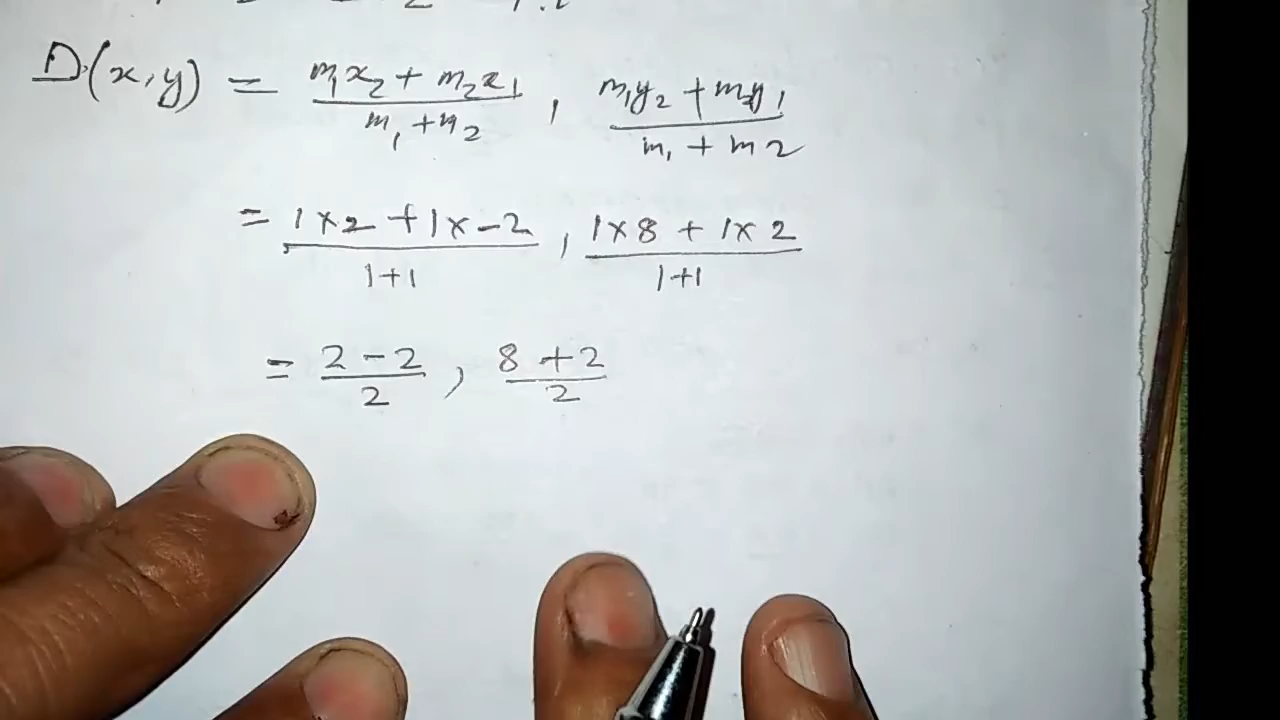 D(x,y) = m₁x₂ + m₂x₁ / m₁ + m₂ , m₁y₂ + m₂y₁ / m₁ + m2
= 1×2 + 1×-2 / 1+1 , 1×8 + 1×2 / 1+1
= 2-2 / 2 , 8+2 / 2